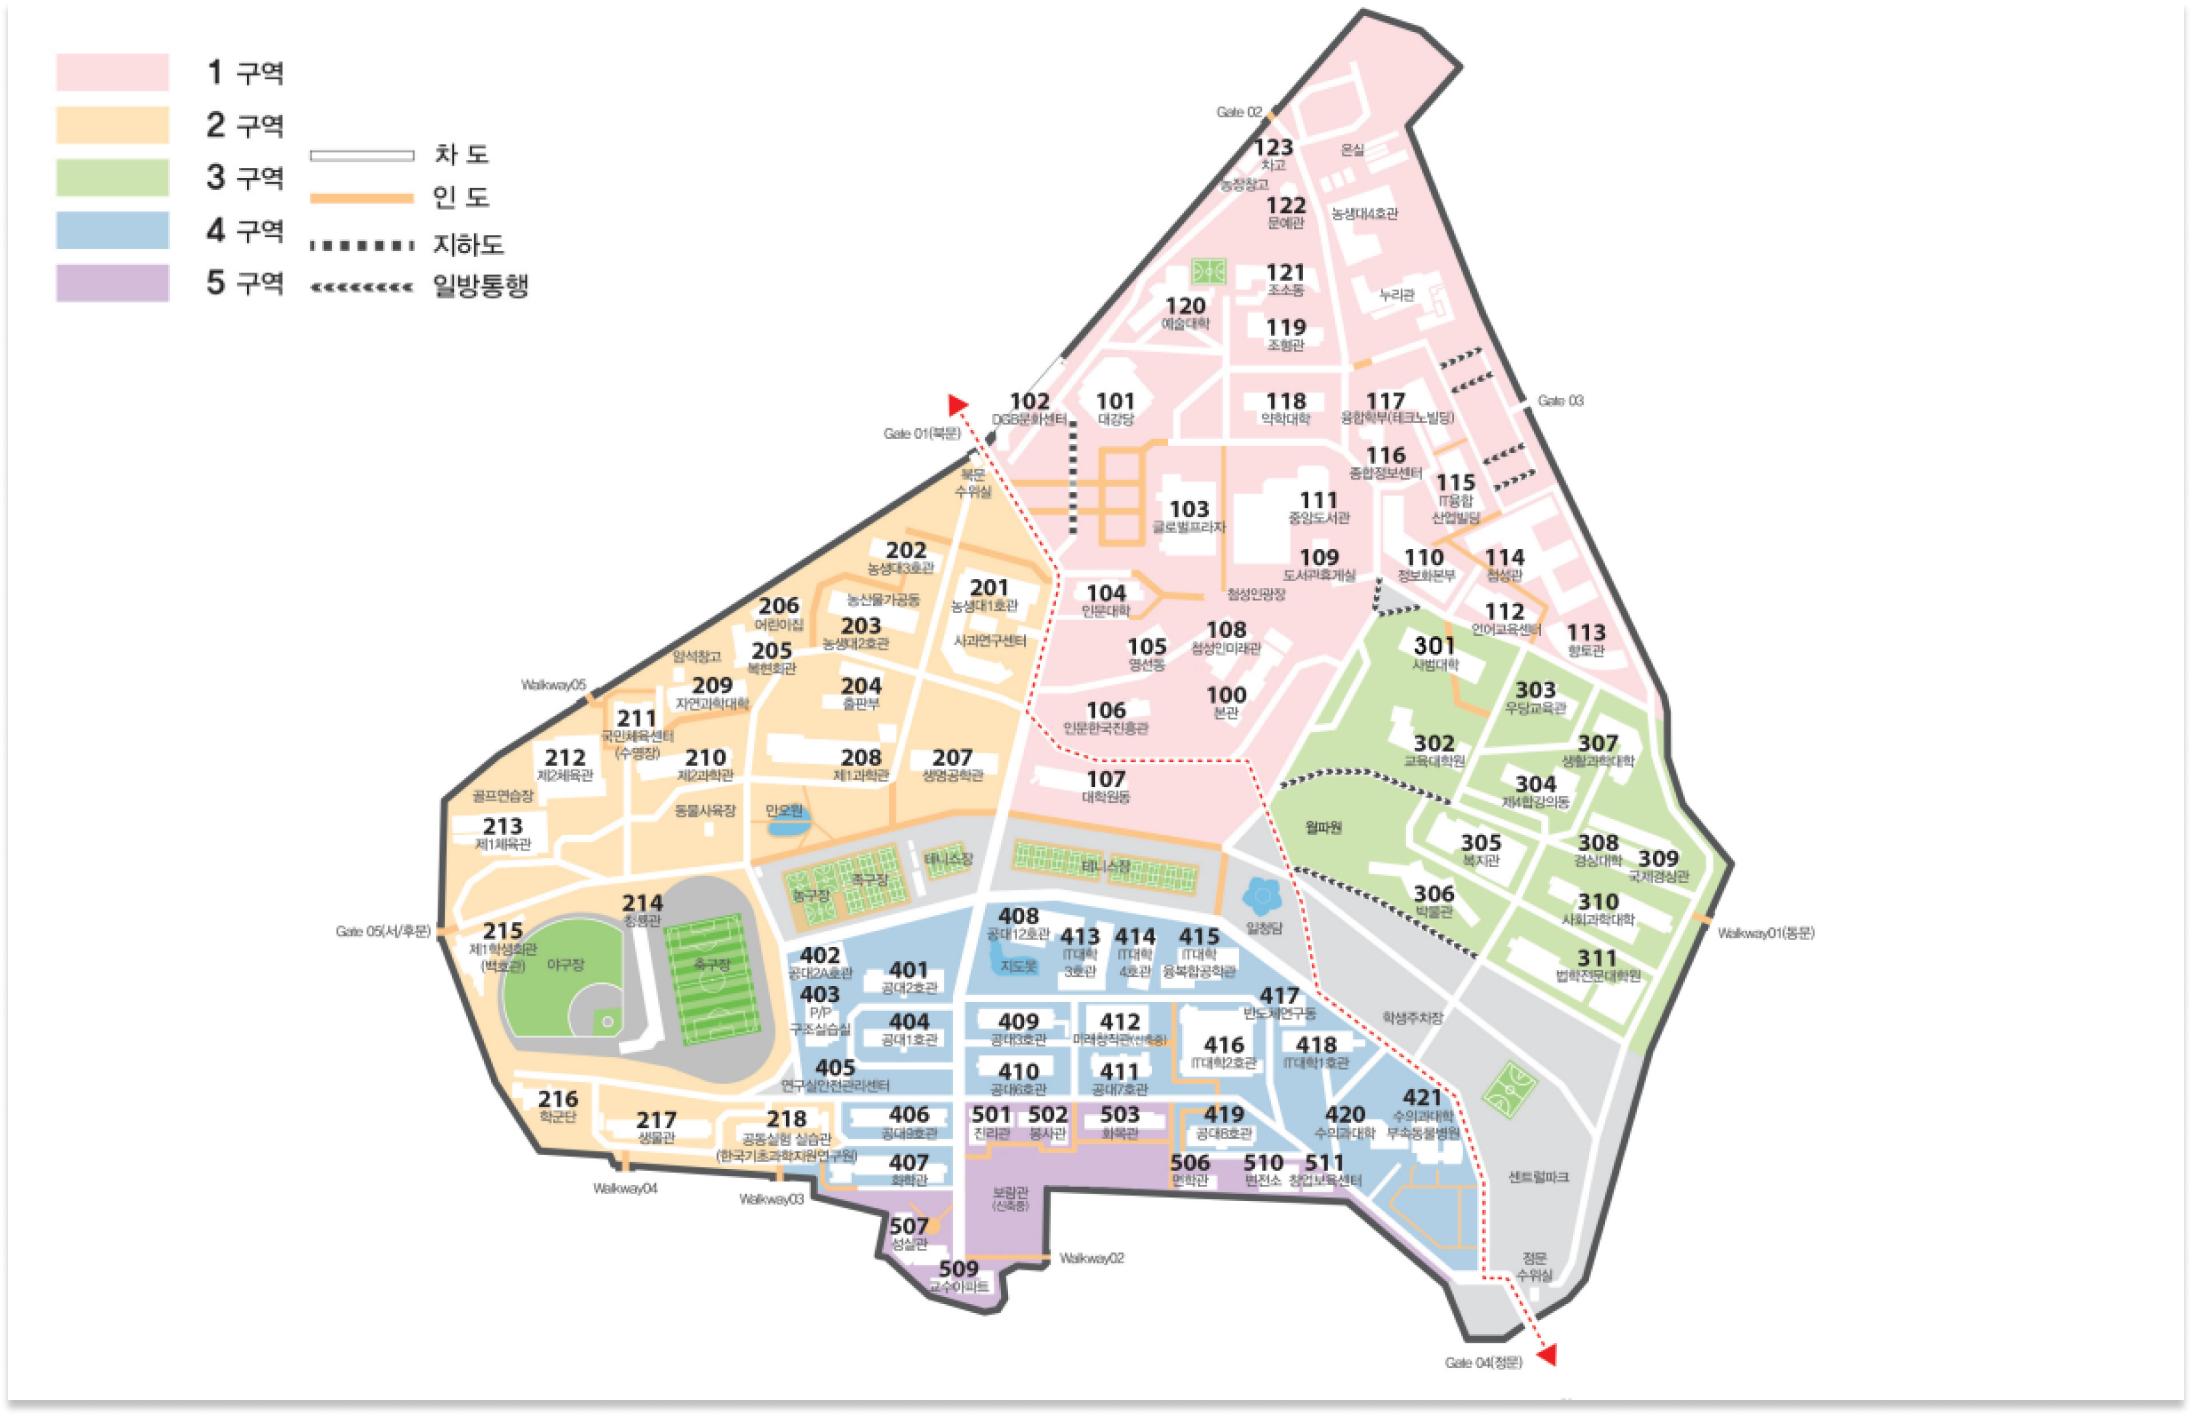 1 구역
2 구역
3 구역
4 구역
5 구역
차 도
인 도
지하도
일방통행
Gate 02
123
차고
농장창고
온실
122
문예관
농생대4호관
121
조소동
120
예술대학
119
조형관
누리관
Gate 03
102
DGB문화센터
101
대강당
118
약학대학
117
융합학부(테크노빌딩)
Gate 01(북문)
북문
수위실
116
종합정보센터
115
IT융합
산업빌딩
103
글로벌프라자
111
중앙도서관
109
도서관휴게실
110
정보화본부
114
첨성관
104
인문대학
첨성인광장
112
언어교육센터
113
향토관
105
영선동
108
첨성인미래관
100
본관
106
인문한국진흥관
107
대학원동
202
농생대3호관
201
농생대1호관
농산물가공동
206
어린이집
203
농생대2호관
사과연구센터
205
복현회관
암석창고
Walkway05
209
자연과학대학
204
출판부
211
국민체육센터
(수영장)
212
제2체육관
210
제2과학관
208
제1과학관
207
생명공학관
골프연습장
동물사육장
만오원
213
제1체육관
214
청룡관
Gate 05(서/후문)
215
제1학생회관
(백호관)
야구장
축구장
농구장
족구장
테니스장
테니스장
216
학군단
217
생물관
218
공동실험 실습관
(한국기초과학지원연구원)
Walkway04
Walkway03
301
사범대학
303
우당교육관
302
교육대학원
307
생활과학대학
304
제4합강의동
월파원
305
복지관
308
경상대학
309
국제경상관
306
박물관
310
사회과학대학
Walkway01(동문)
311
법학전문대학원
일청담
학생주차장
408
공대12호관
지도못
413
IT대학
3호관
414
IT대학
4호관
415
IT대학
융복합공학관
402
공대2A호관
401
공대2호관
403
P/P
구조실습실
404
공대1호관
409
공대3호관
412
미래창직관(신축중)
417
반도체연구동
416
IT대학2호관
418
IT대학1호관
405
연구실안전관리센터
410
공대6호관
411
공대7호관
406
공대9호관
501
진리관
502
봉사관
503
화목관
419
공대8호관
420
수의과대학
421
수의과대학
부속동물병원
407
화학관
506
면학관
510
변전소
511
창업보육센터
보람관
(신축중)
507
성실관
Walkway02
509
교수아파트
센트럴파크
정문
수위실
Gate 04(정문)